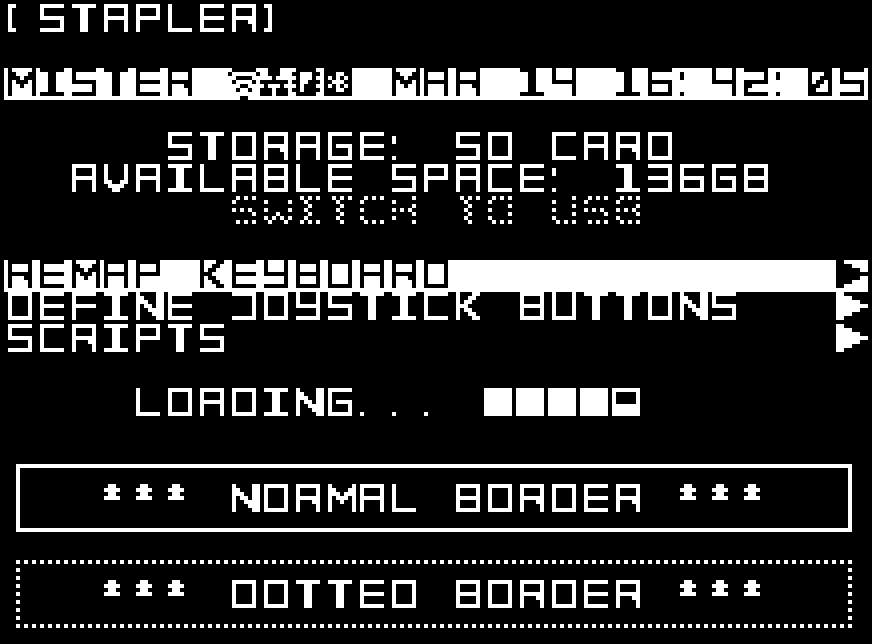 [ STAPLER]
MISTER MAR 14 16:42:05
STORAGE: SD CARD
AVAILABLE SPACE: 136GB
SWITCH TO USB
REMAP KEYBOARD
DEFINE JOYSTICK BUTTONS
SCRIPTS
LOADING...
*** NORMAL BORDER ***
*** DOTTED BORDER ***